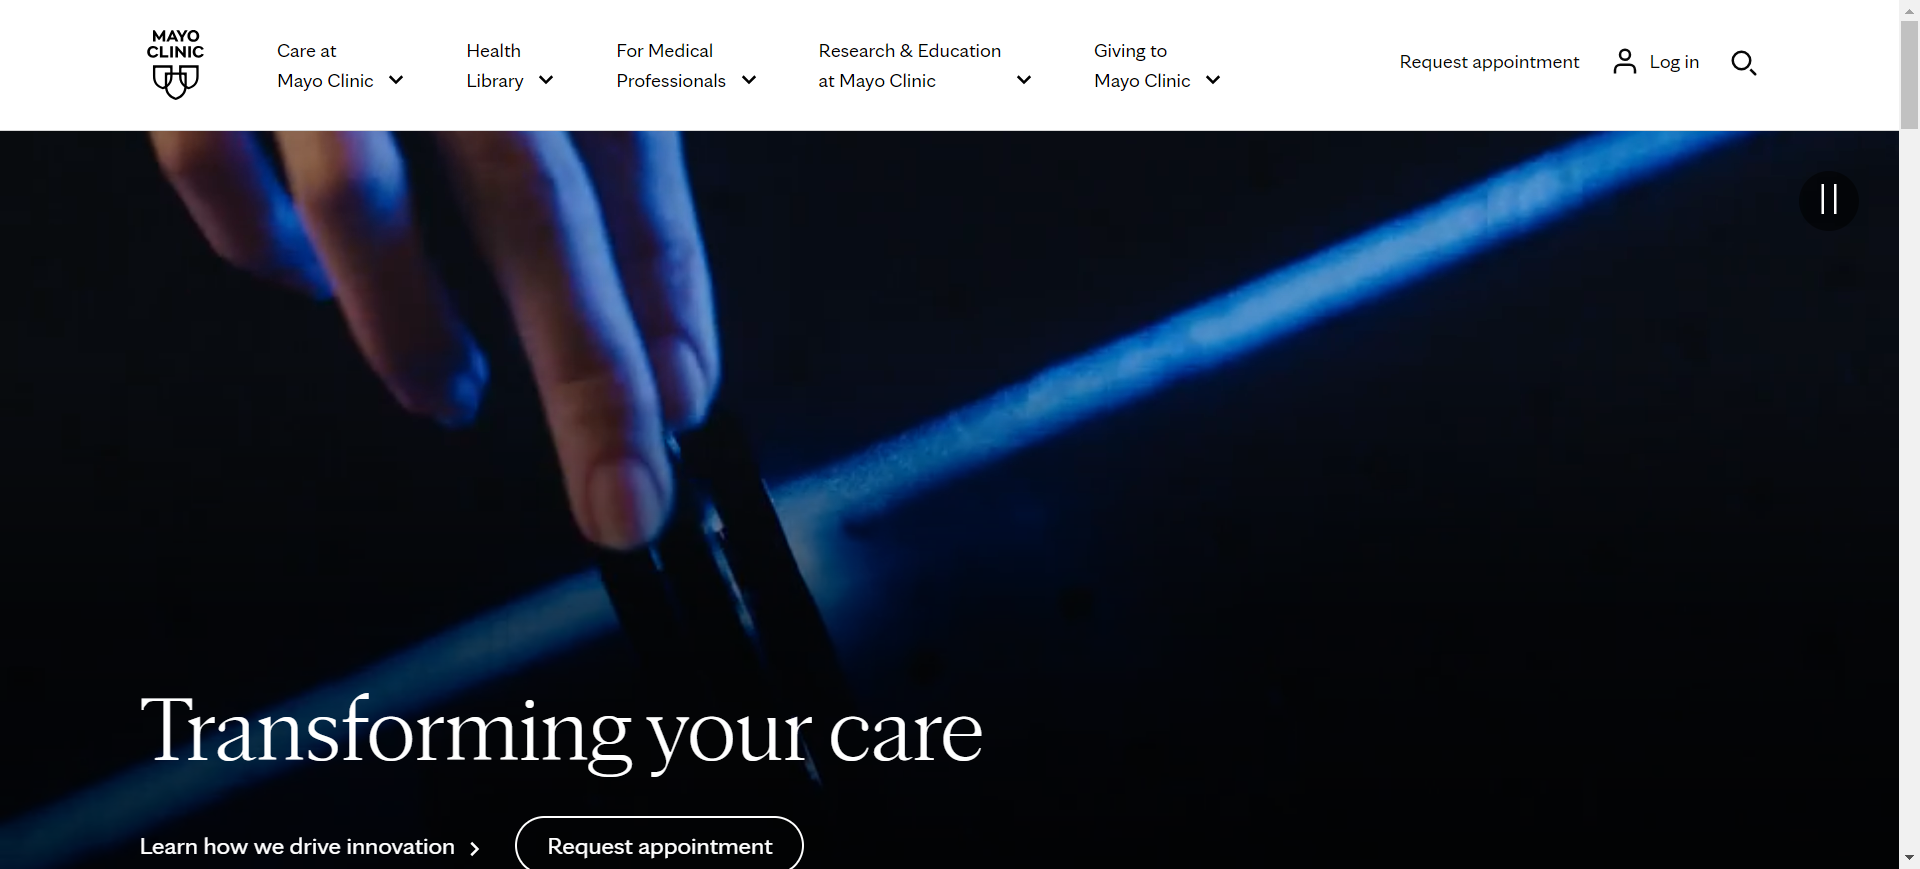 MAYO
CLINIC
Care at
Mayo Clinic
Health
Library
For Medical
Professionals
Research & Education
at Mayo Clinic
Giving to
Mayo Clinic
Request appointment
Log in
Transforming your care
Learn how we drive innovation
Request appointment